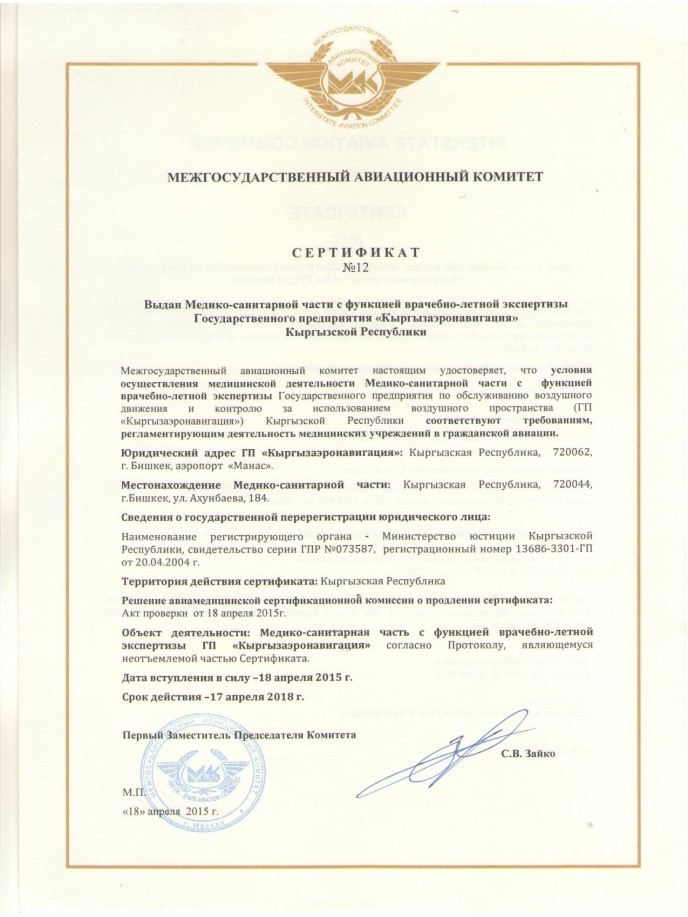 МЕЖГОСУДАРСТВЕННЫЙ
АВИАЦИОННЫЙ
КОМИТЕТ
МАК
INTERSTATE AVIATION COMMITTEE
МЕЖГОСУДАРСТВЕННЫЙ АВИАЦИОННЫЙ КОМИТЕТ
СЕРТИФИКАТ
№12
Выдан Медико-санитарной части с функцией врачебно-летной экспертизы
Государственного предприятия «Кыргызаэронавигация»
Кыргызской Республики
Межгосударственный авиационный комитет настоящим удостоверяет, что условия
осуществления медицинской деятельности Медико-санитарной части с функцией
врачебно-летной экспертизы Государственного предприятия по обслуживанию воздушного
движения и контролю за использованием воздушного пространства (ГП
«Кыргызаэронавигация») Кыргызской Республики соответствуют требованиям,
регламентирующим деятельность медицинских учреждений в гражданской авиации.
Юридический адрес ГП «Кыргызаэронавигация»: Кыргызская Республика, 720062,
г. Бишкек, аэропорт «Манас».
Местонахождение Медико-санитарной части: Кыргызская Республика, 720044,
г.Бишкек, ул. Ахунбаева, 184.
Сведения о государственной перерегистрации юридического лица:
Наименование регистрирующего органа - Министерство юстиции Кыргызской
Республики, свидетельство серии ГПР №073587, регистрационный номер 13686-3301-ГП
от 20.04.2004 г.
Территория действия сертификата: Кыргызская Республика
Решение авиамедицинской сертификационной комиссии о продлении сертификата:
Акт проверки от 18 апреля 2015г.
Объект деятельности: Медико-санитарная часть с функцией врачебно-летной
экспертизы ГП «Кыргызаэронавигация» согласно Протоколу, являющемуся
неотъемлемой частью Сертификата.
Дата вступления в силу –18 апреля 2015 г.
Срок действия –17 апреля 2018 г.
Первый Заместитель Председателя Комитета
С.В. Зайко
МЕЖГОСУДАРСТВЕННЫЙ АВИАЦИОННЫЙ КОМИТЕТ
МАК
г. Москва
М.П.
«18» апреля 2015 г.